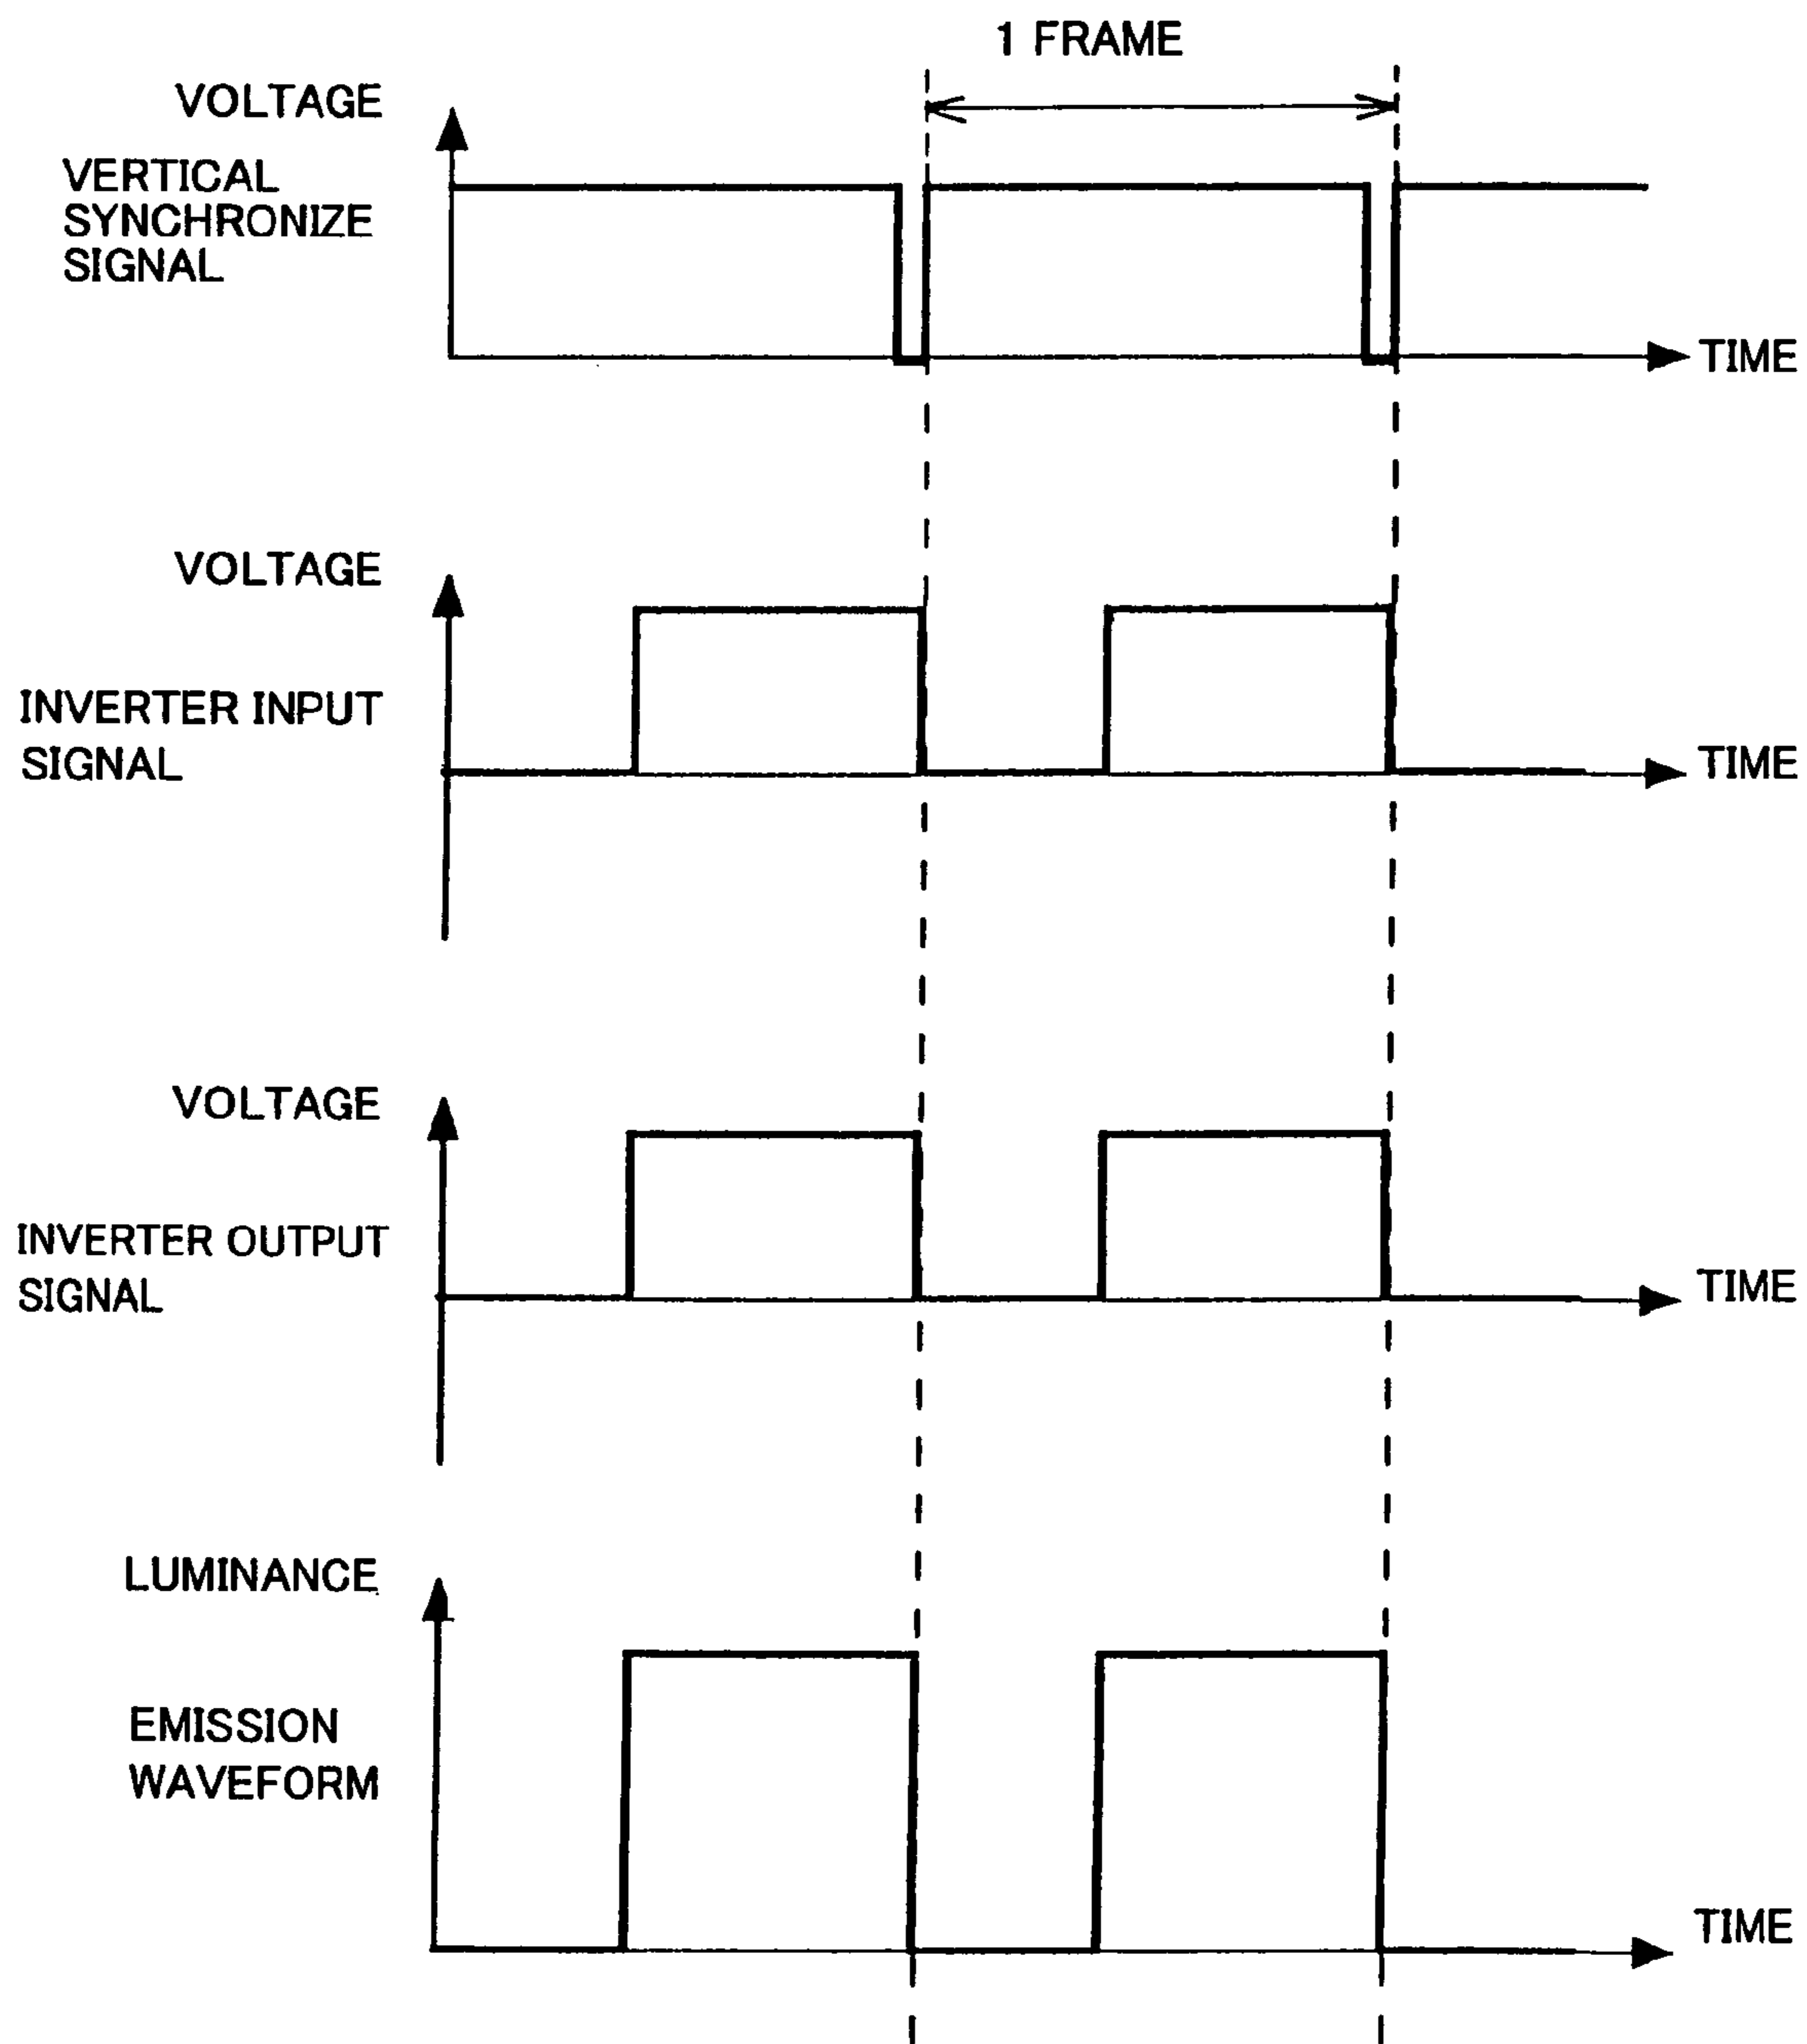 1 FRAME
VOLTAGE
VERTICAL
SYNCHRONIZE
SIGNAL
TIME
VOLTAGE
INVERTER INPUT
SIGNAL
TIME
VOLTAGE
INVERTER OUTPUT
SIGNAL
TIME
LUMINANCE
EMISSION
WAVEFORM
TIME